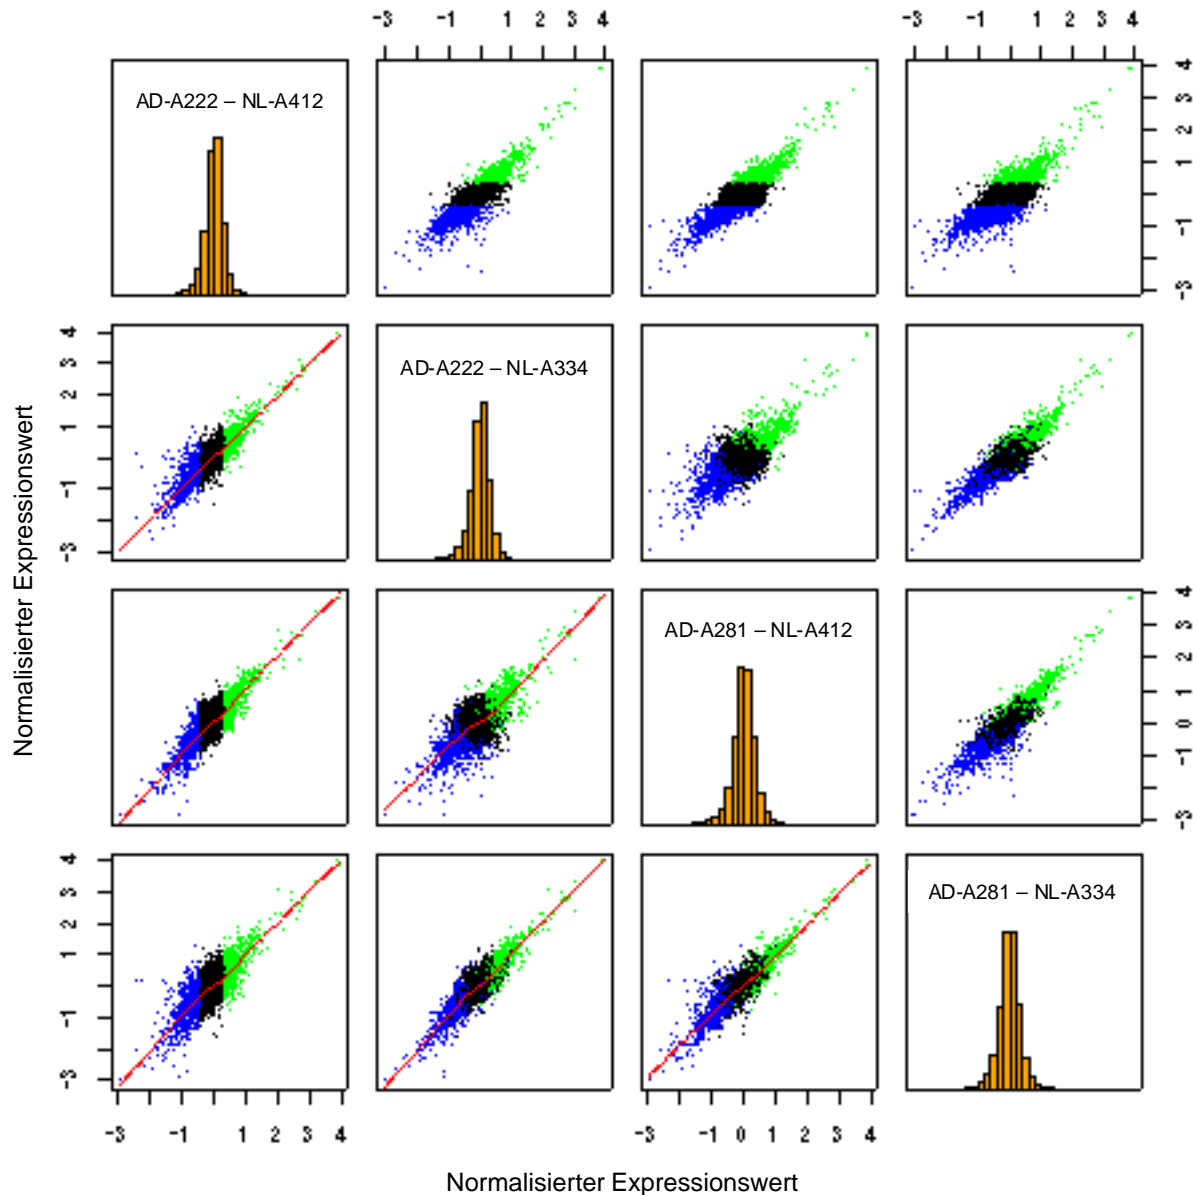 -3 -1 1 2 3 4
-3 -1 1 2 3 4
AD-A222 – NL-A412
4
3
2
1
-1
-3
4
3
2
1
-1
-3
AD-A222 – NL-A334
AD-A281 – NL-A412
4
3
2
1
0
-1
-3
4
3
2
1
-1
-3
AD-A281 – NL-A334
-3 -1 1 2 3 4
-3 -1 0 1 2 3 4
Normalisierter Expressionswert
Normalisierter Expressionswert